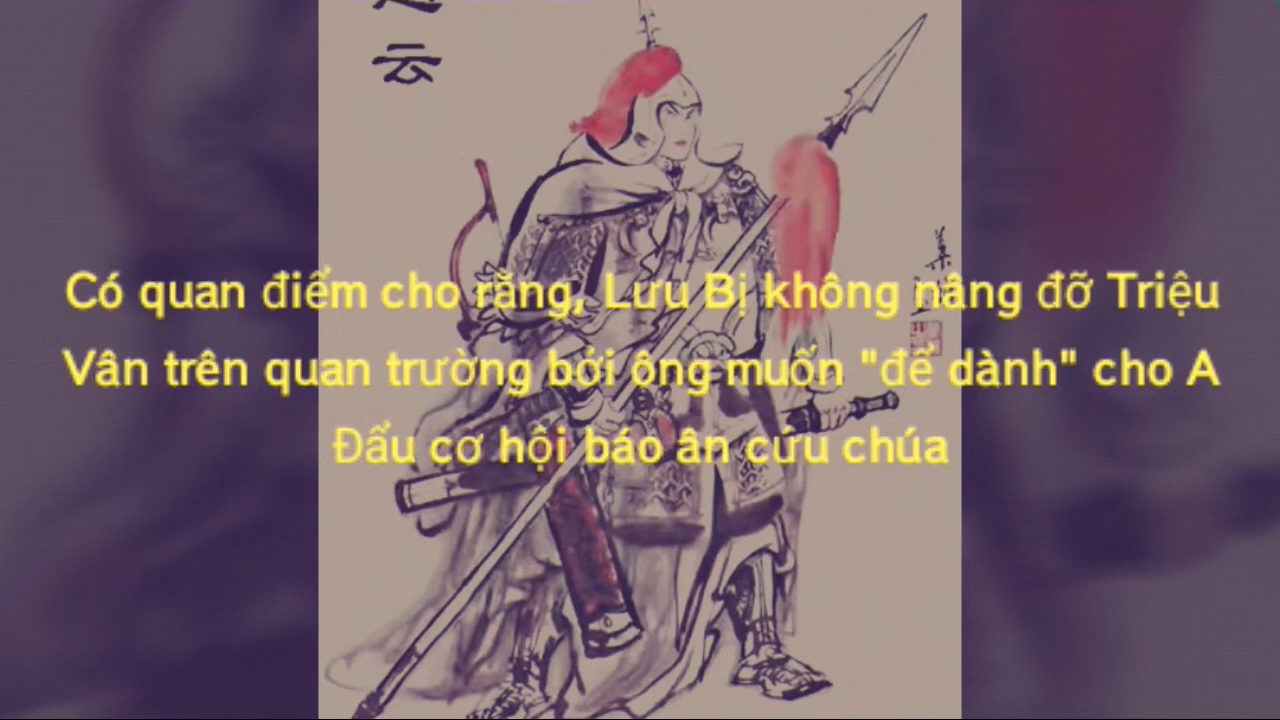 云
Có quan điểm cho rằng, Lưu Bị không nâng đỡ Triệu
Vân trên quan trường bởi ông muốn "để dành" cho A
Đẩu cơ hội báo ân cứu chúa